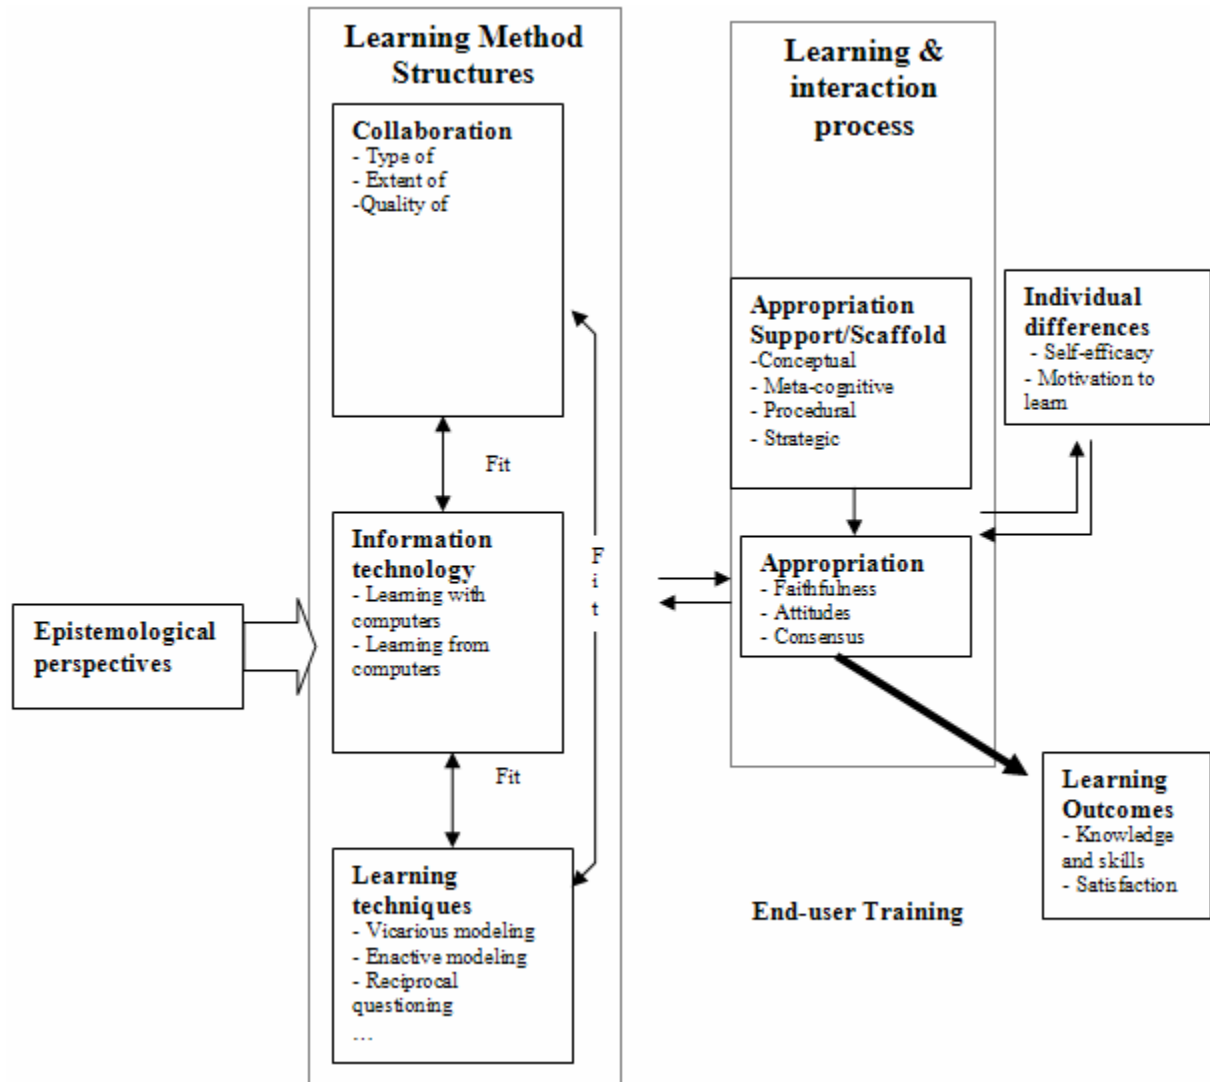 Learning Method
Structures
Collaboration
- Type of
- Extent of
-Quality of
Fit
Information
technology
- Learning with
computers
- Learning from
computers
F
i
t
Fit
Learning
techniques
- Vicarious modeling
- Enactive modeling
- Reciprocal
questioning
…
Epistemological
perspectives
Learning &
interaction
process
Appropriation
Support/Scaffold
-Conceptual
- Meta-cognitive
- Procedural
- Strategic
Appropriation
- Faithfulness
- Attitudes
- Consensus
Individual
differences
- Self-efficacy
- Motivation to
learn
Learning
Outcomes
- Knowledge
and skills
- Satisfaction
End-user Training